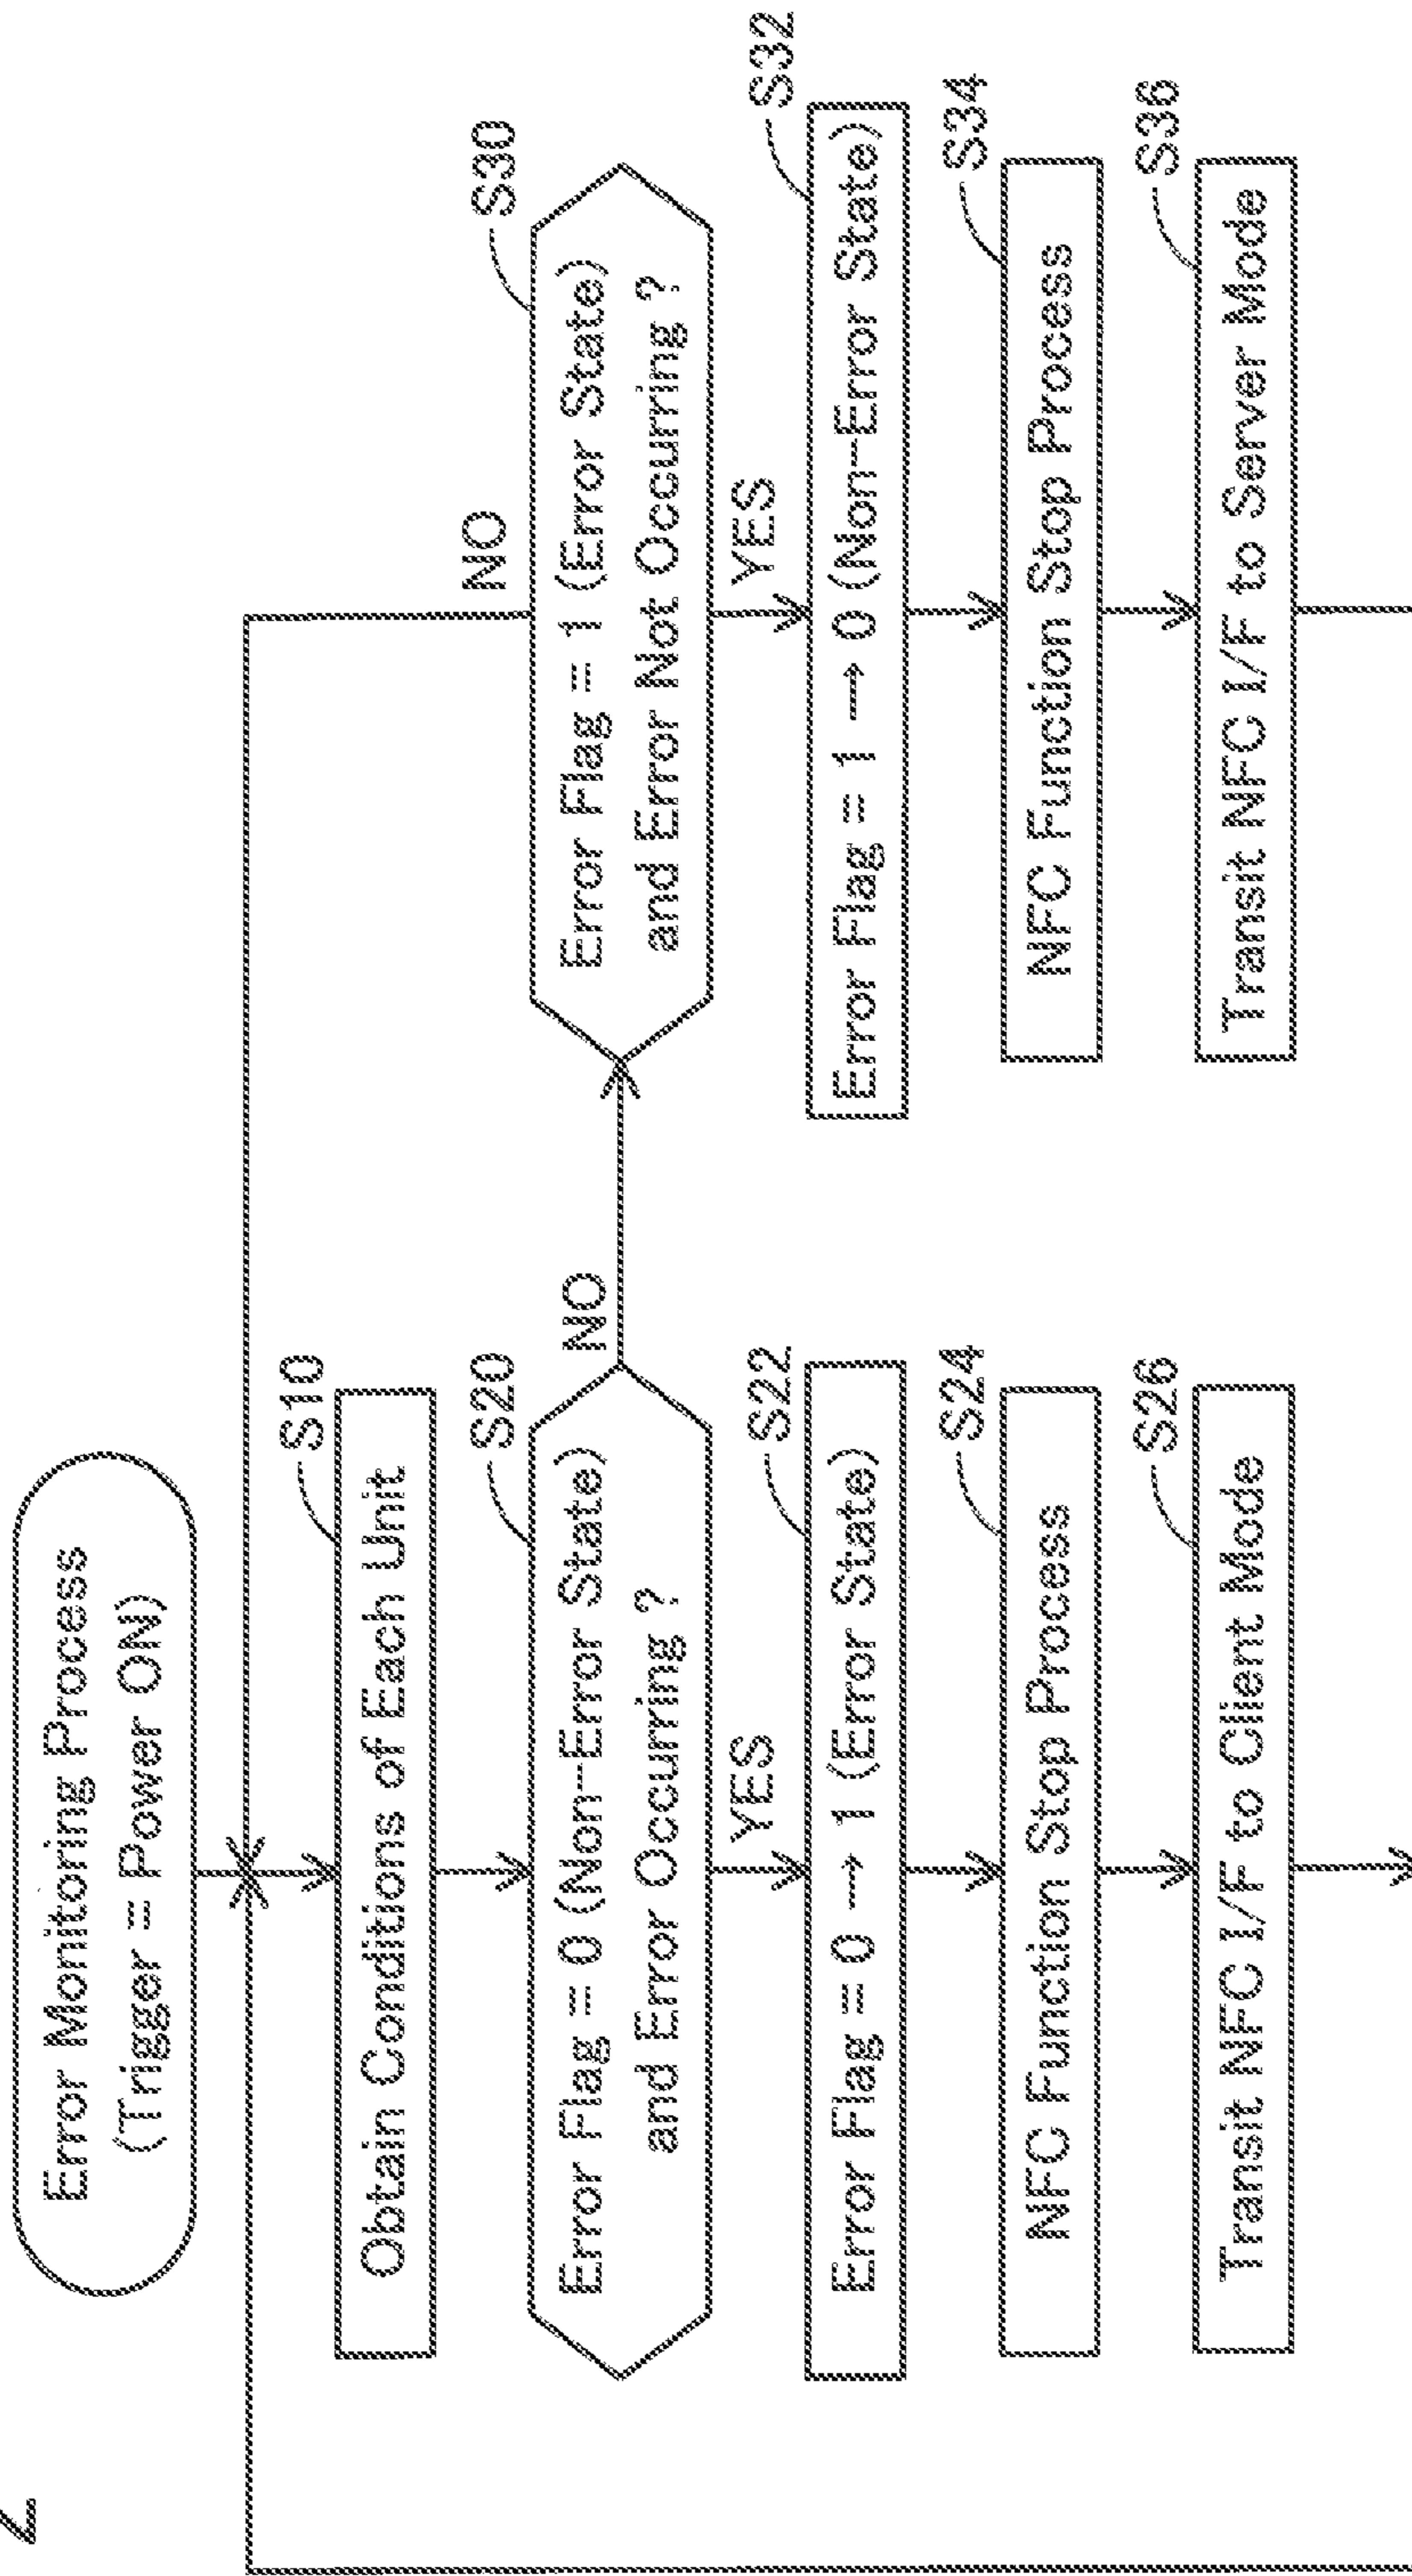 2
Error Monitoring Process
(Trigger = Power ON)
S10
Obtain Conditions of Each Unit
S20
Error Flag = 0 (Non-Error State)
and Error Occurring ?
NO
YES
S22
Error Flag = 0 → 1 (Error State)
S24
NFC Function Stop Process
S26
Transit NFC I/F to Client Mode
NO
S30
Error Flag = 1 (Error State)
and Error Not Occurring ?
YES
S32
Error Flag = 1 → 0 (Non-Error State)
S34
NFC Function Stop Process
S36
Transit NFC I/F to Server Mode